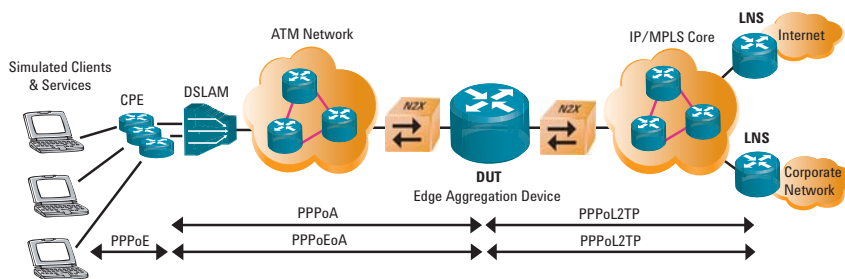 LNS
Internet
ATM Network
IP/MPLS Core
Simulated Clients
& Services
CPE
DSLAM
N2X
N2X
LNS
DUT
Edge Aggregation Device
Corporate
Network
PPPoA
PPPoL2TP
PPPoE
PPPoEoA
PPPoL2TP